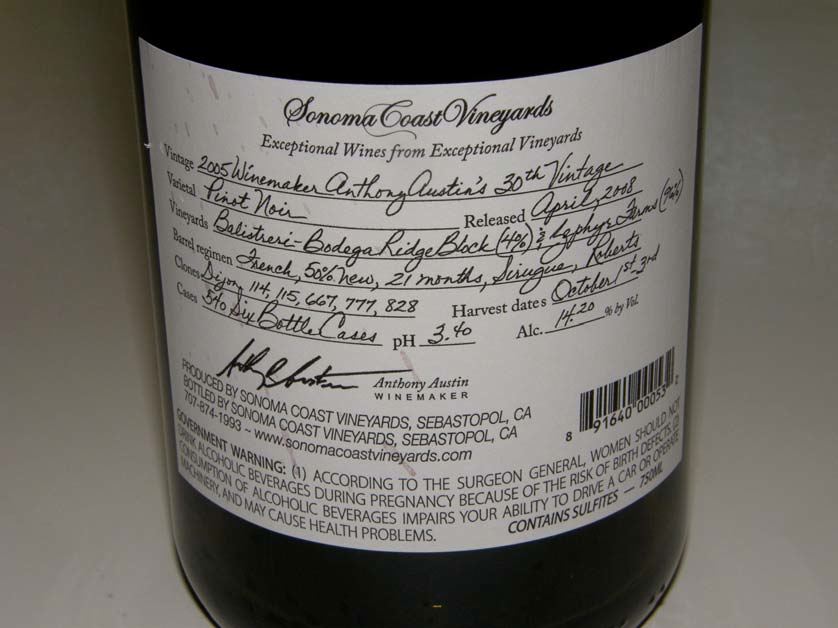 Sonoma Coast Vineyards
Exceptional Wines from Exceptional Vineyards
Vintage 2005 Winemaker Anthony Austin's 30th Vintage
Varietal Pinot Noir Released April, 2008
Vineyards Balistreri-Bodega Ridge Block (4%) & Zephyr Farms (96%)
Barrel regimen French, 50% new, 21 months, Sirugue, Roberts
Clones Dijon 114, 115, 667, 777, 828 Harvest dates October 1st, 3rd
Cases 540 Six Bottle Cases pH 3.40 Alc. 14.20 % by Vol.
Anthony Austin
WINEMAKER
PRODUCED BY SONOMA COAST VINEYARDS, SEBASTOPOL, CA
BOTTLED BY SONOMA COAST VINEYARDS, SEBASTOPOL, CA
707-874-1993 ~ www.sonomacoastvineyards.com
8 91640 00053 2
GOVERNMENT WARNING: (1) ACCORDING TO THE SURGEON GENERAL, WOMEN SHOULD NOT
DRINK ALCOHOLIC BEVERAGES DURING PREGNANCY BECAUSE OF THE RISK OF BIRTH DEFECTS. (2)
CONSUMPTION OF ALCOHOLIC BEVERAGES IMPAIRS YOUR ABILITY TO DRIVE A CAR OR OPERATE
MACHINERY, AND MAY CAUSE HEALTH PROBLEMS. CONTAINS SULFITES — 750ML